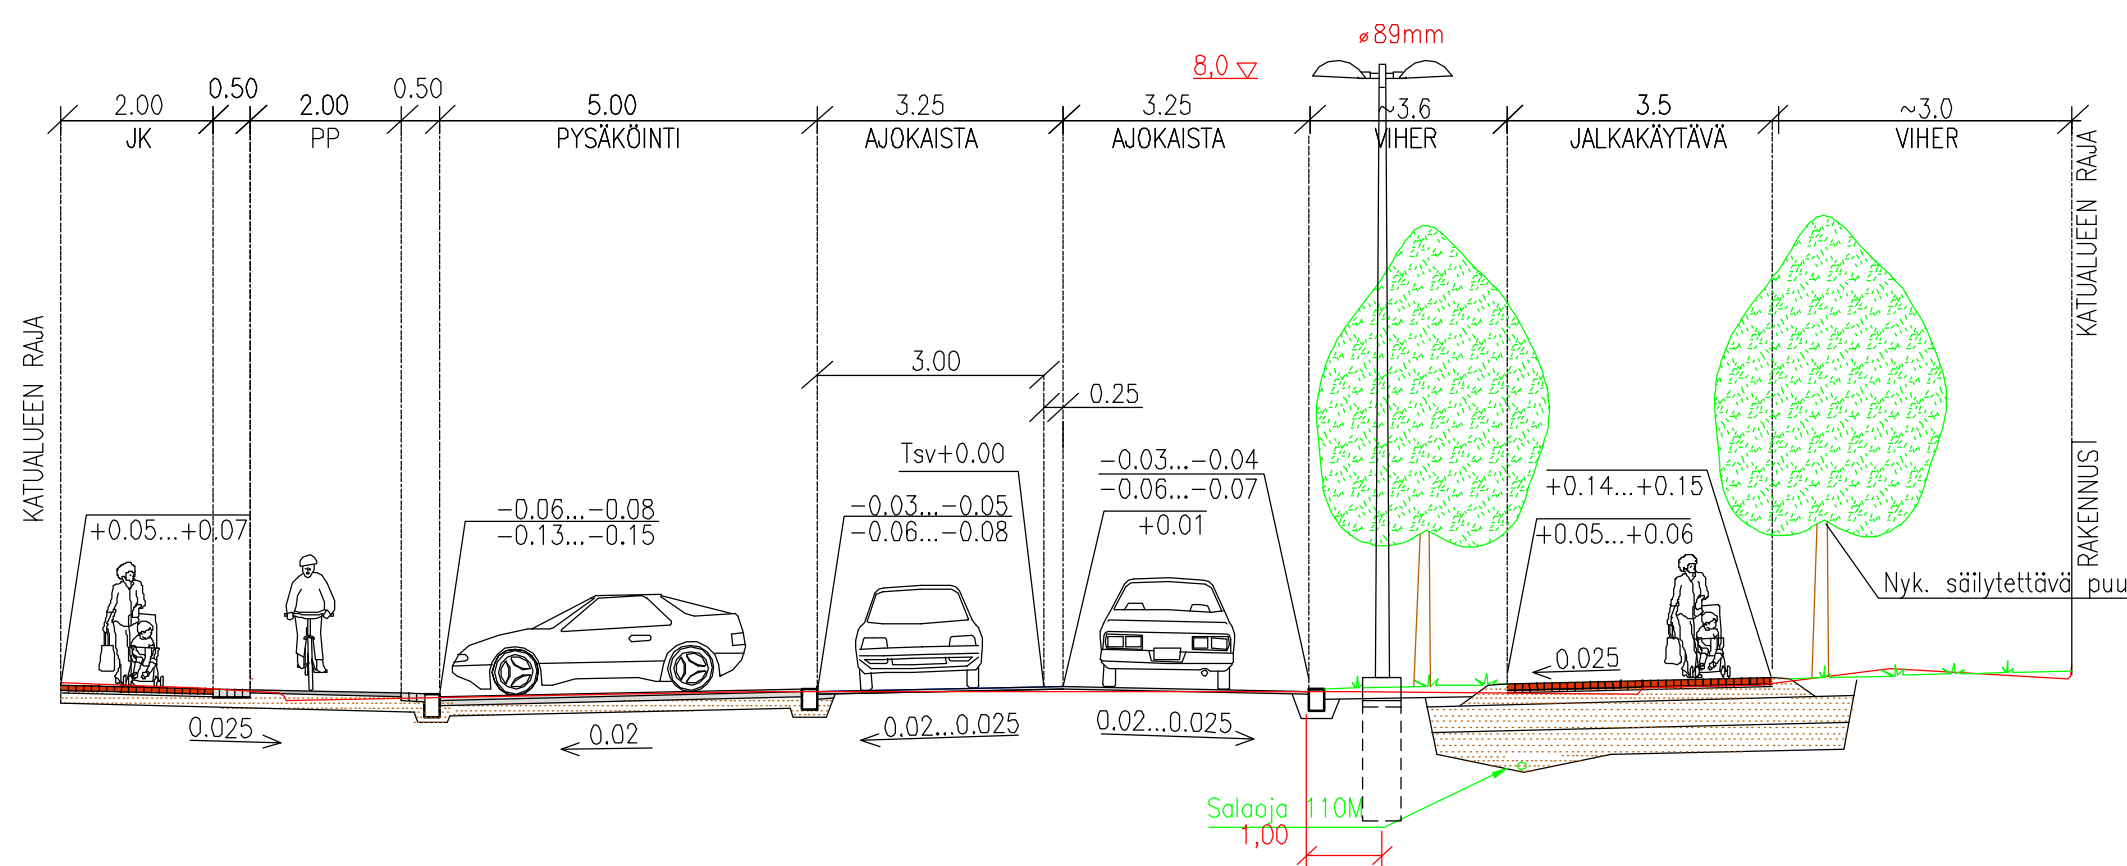 ø89mm
8,0
2.00
0.50
2.00
0.50
5.00
3.25
3.25
~3.6
3.5
~3.0
JK
PP
PYSÄKÖINTI
AJOKAISTA
AJOKAISTA
VIHER
JALKAKÄYTÄVÄ
VIHER
KATUALUEEN RAJA
KATUALUEEN RAJA
3.00
0.25
Tsv+0.00
-0.03...-0.04
-0.06...-0.07
+0.01
+0.14...+0.15
+0.05...+0.06
-0.06...-0.08
-0.13...-0.15
-0.03...-0.05
-0.06...-0.08
+0.05...+0.07
RAKENNUS
Nyk. säilytettävä puu
0.025
0.025
0.02
0.02...0.025
0.02...0.025
Salaoja 110M
1,00